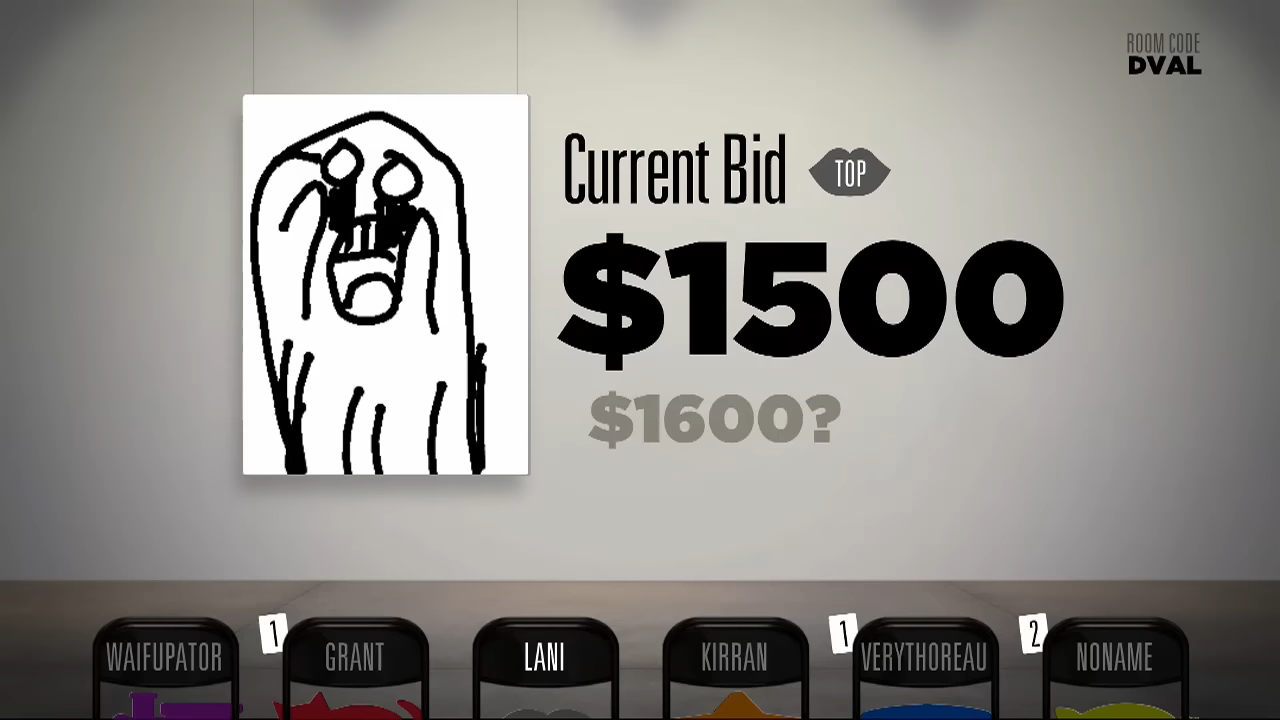 ROOM CODE
DVAL
Current Bid TOP
$1500
$1600?
1 1 2
WAIFUPATOR GRANT LANI KIRRAN VERYTHOREAU NONAME